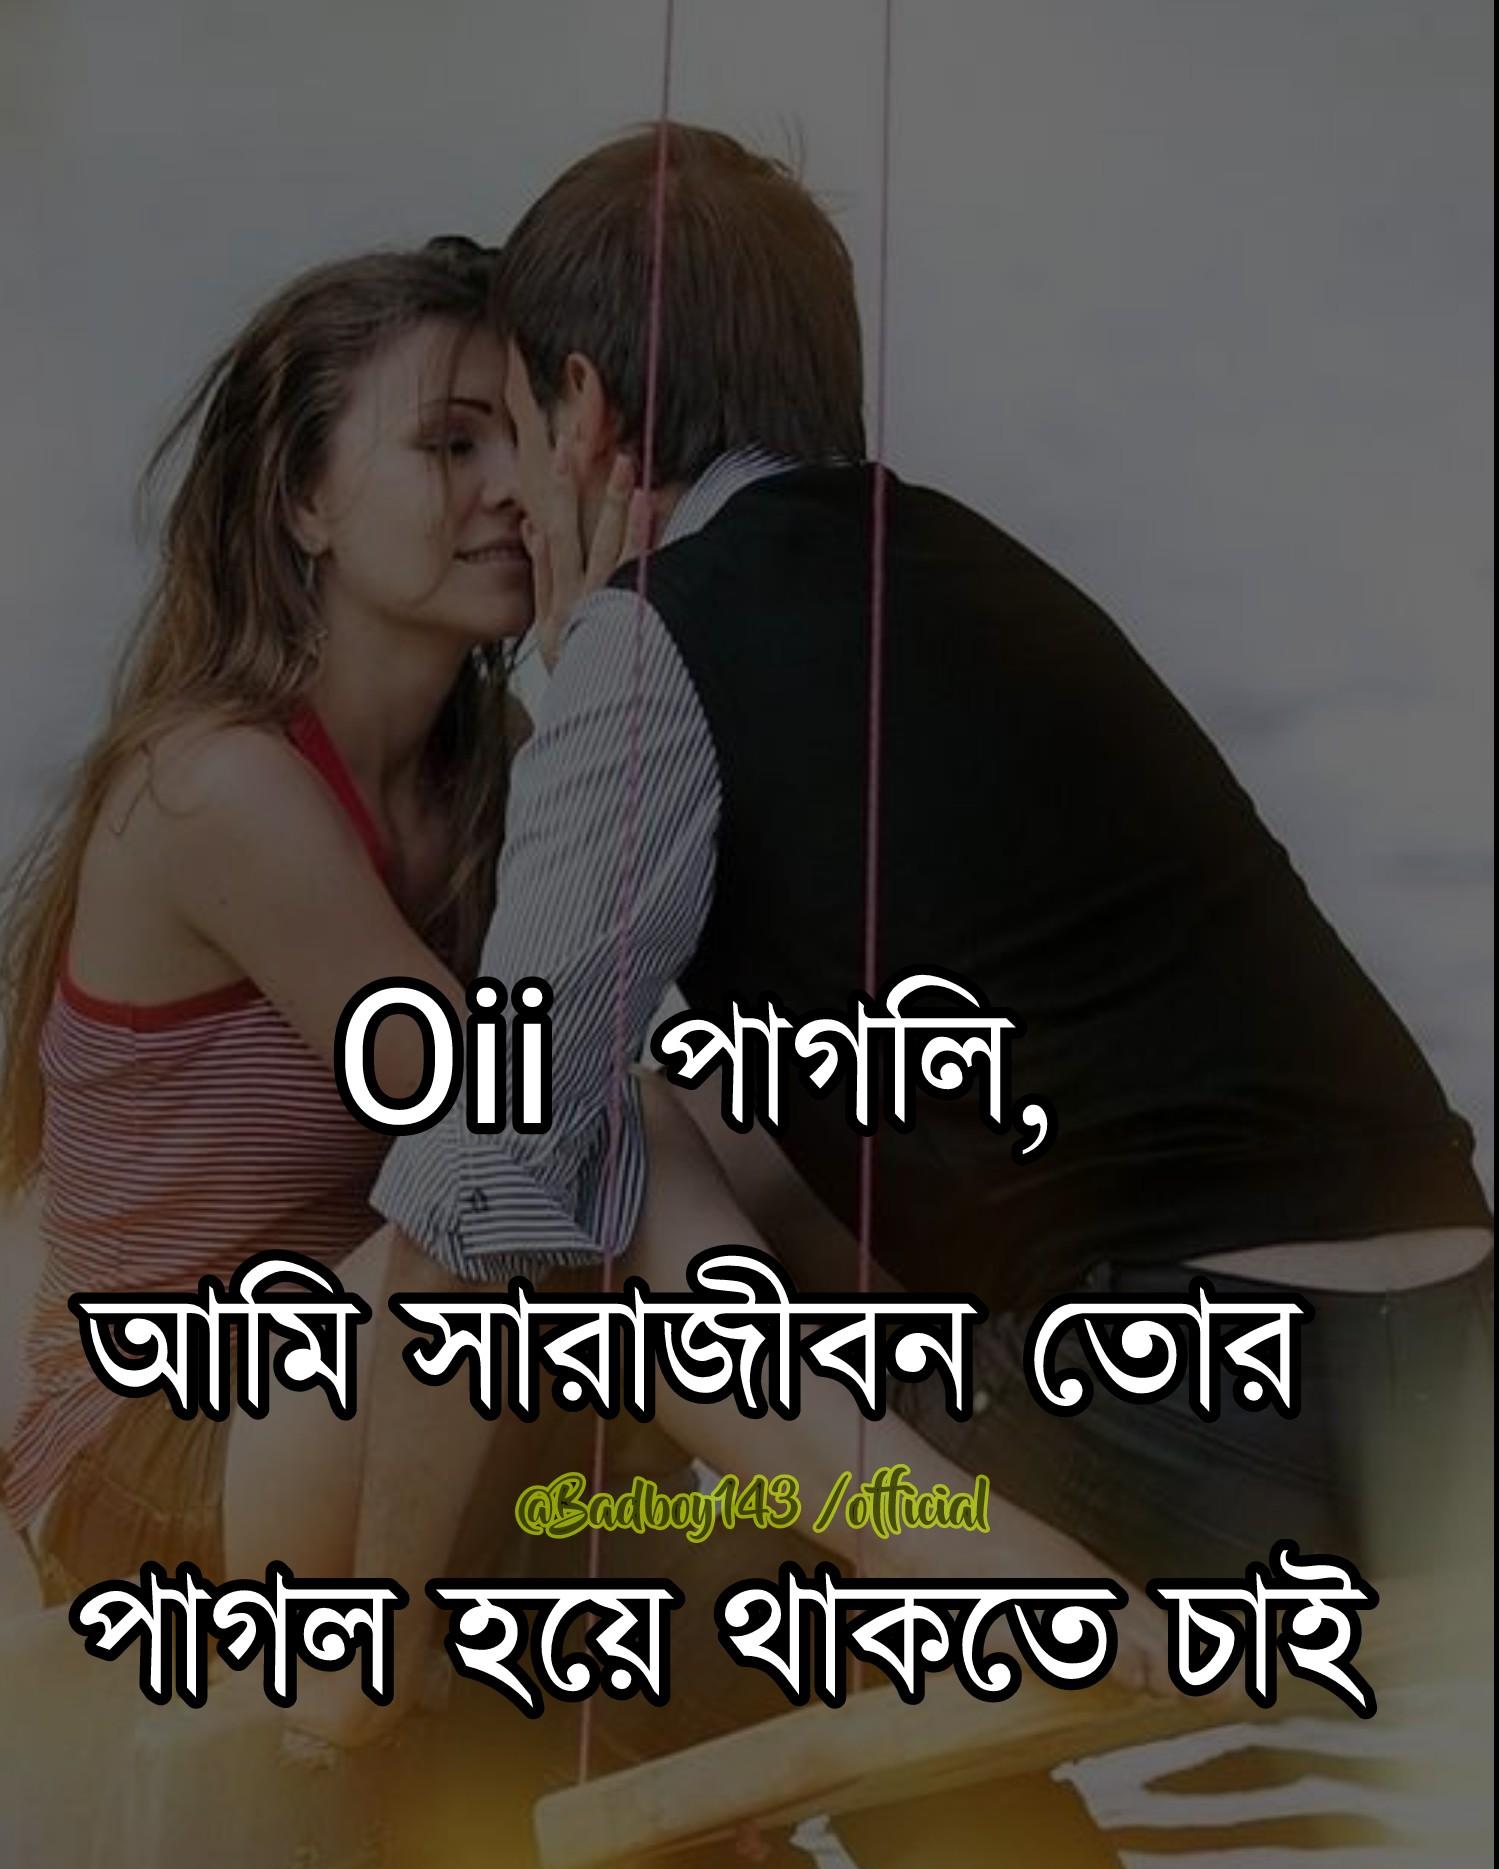 Oii পাগলি,
আমি সারাজীবন তোর
@Badboy143 /official
পাগল হয়ে থাকতে চাই